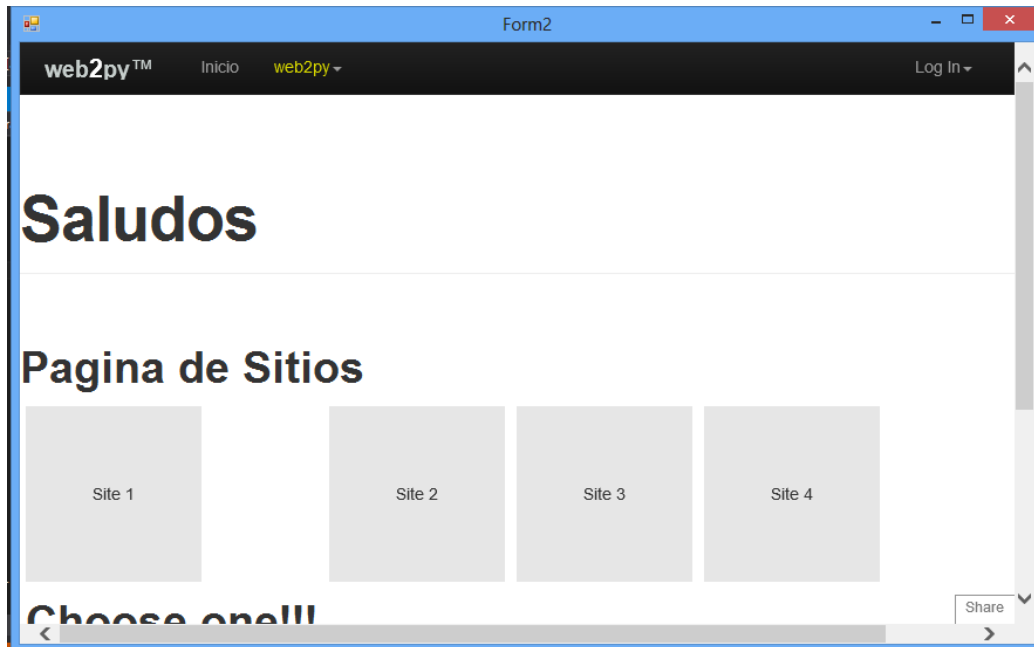 Form2
web2py™ Inicio web2py Log In
Saludos
Pagina de Sitios
Site 1 Site 2 Site 3 Site 4
Choose one!!!
Share